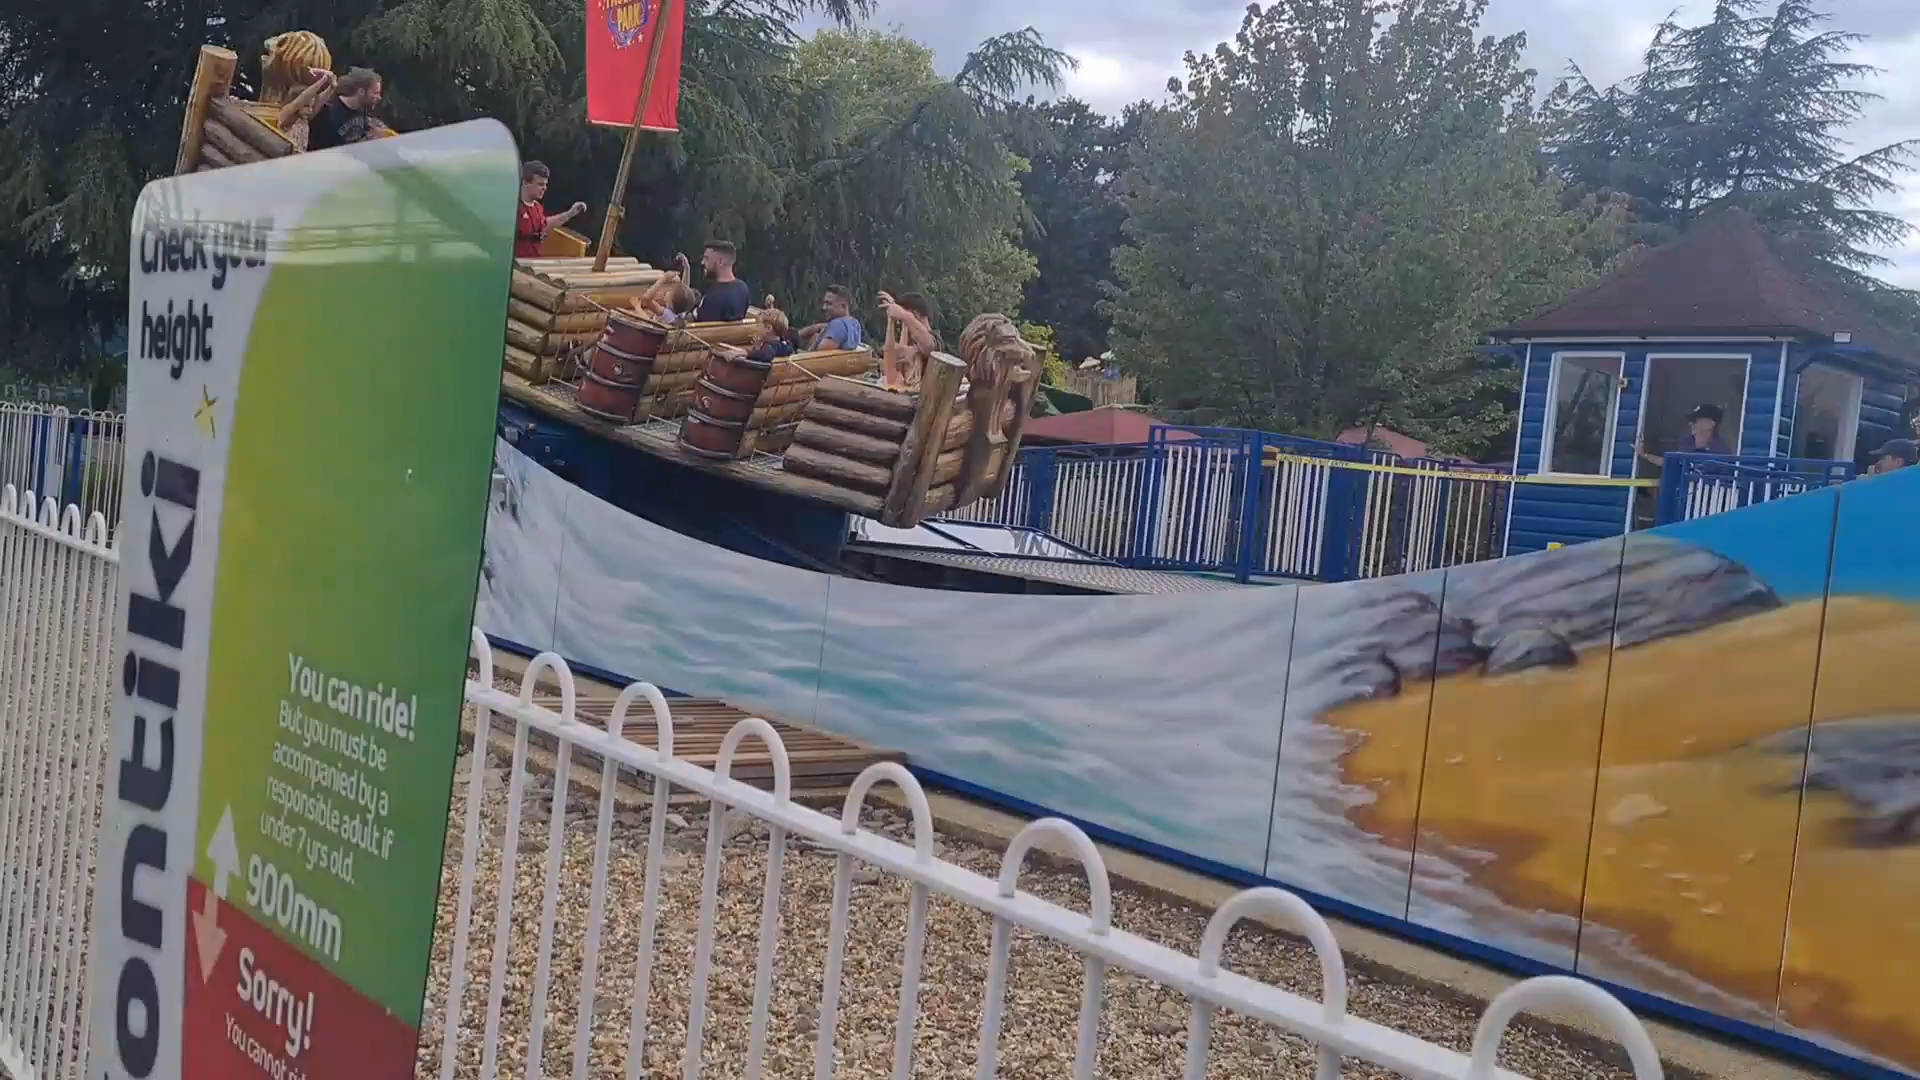 PARK
Check your
height
ontiki
You can ride!
But you must be
accompanied by a
responsible adult if
under 7 yrs old.
900mm
Sorry!
You cannot